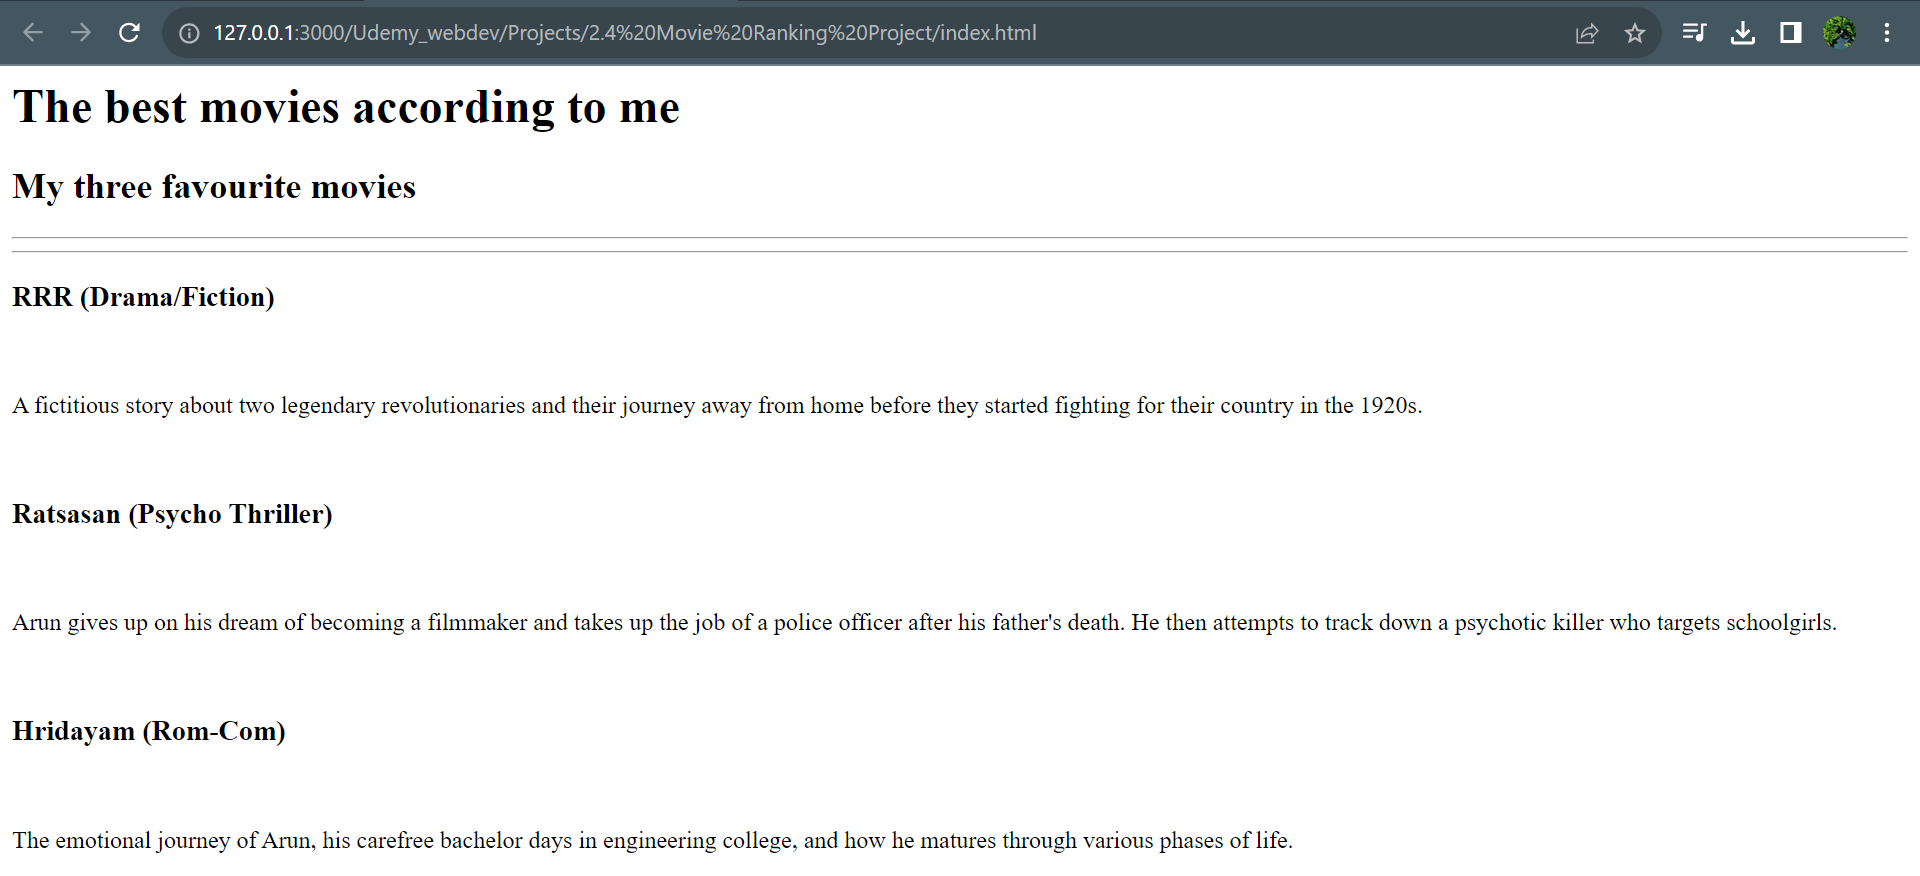 127.0.0.1:3000/Udemy_webdev/Projects/2.4%20Movie%20Ranking%20Project/index.html
The best movies according to me
My three favourite movies
RRR (Drama/Fiction)
A fictitious story about two legendary revolutionaries and their journey away from home before they started fighting for their country in the 1920s.
Ratsasan (Psycho Thriller)
Arun gives up on his dream of becoming a filmmaker and takes up the job of a police officer after his father's death. He then attempts to track down a psychotic killer who targets schoolgirls.
Hridayam (Rom-Com)
The emotional journey of Arun, his carefree bachelor days in engineering college, and how he matures through various phases of life.